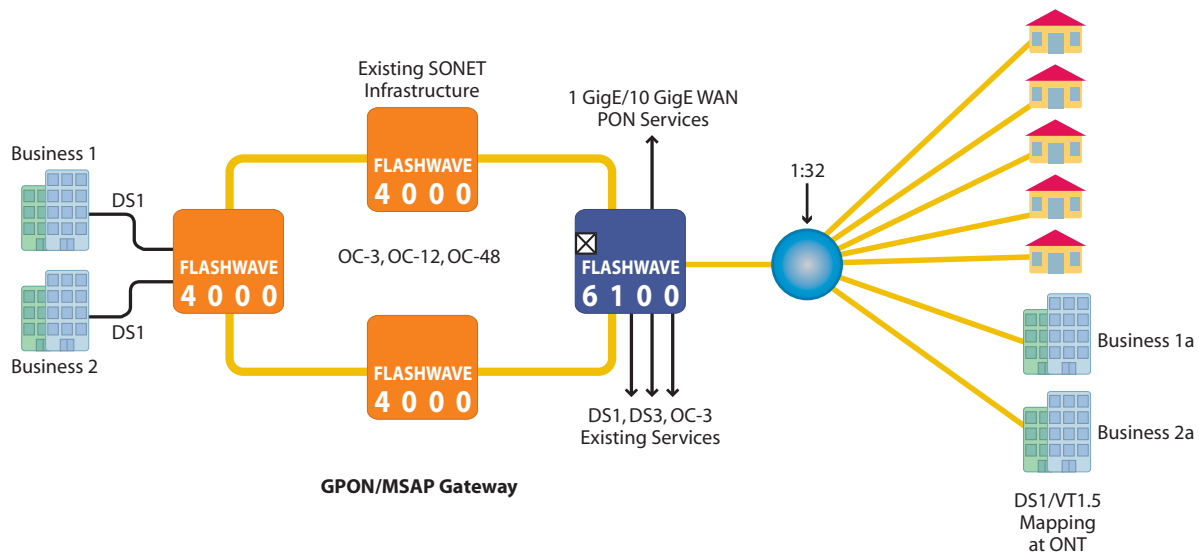 Existing SONET
Infrastructure
1 GigE/10 GigE WAN
PON Services
Business 1
DS1
FLASHWAVE
4 0 0 0
1:32
FLASHWAVE
4 0 0 0
OC-3, OC-12, OC-48
FLASHWAVE
6 1 0 0
DS1
Business 2
FLASHWAVE
4 0 0 0
Business 1a
DS1, DS3, OC-3
Existing Services
Business 2a
GPON/MSAP Gateway
DS1/VT1.5
Mapping
at ONT